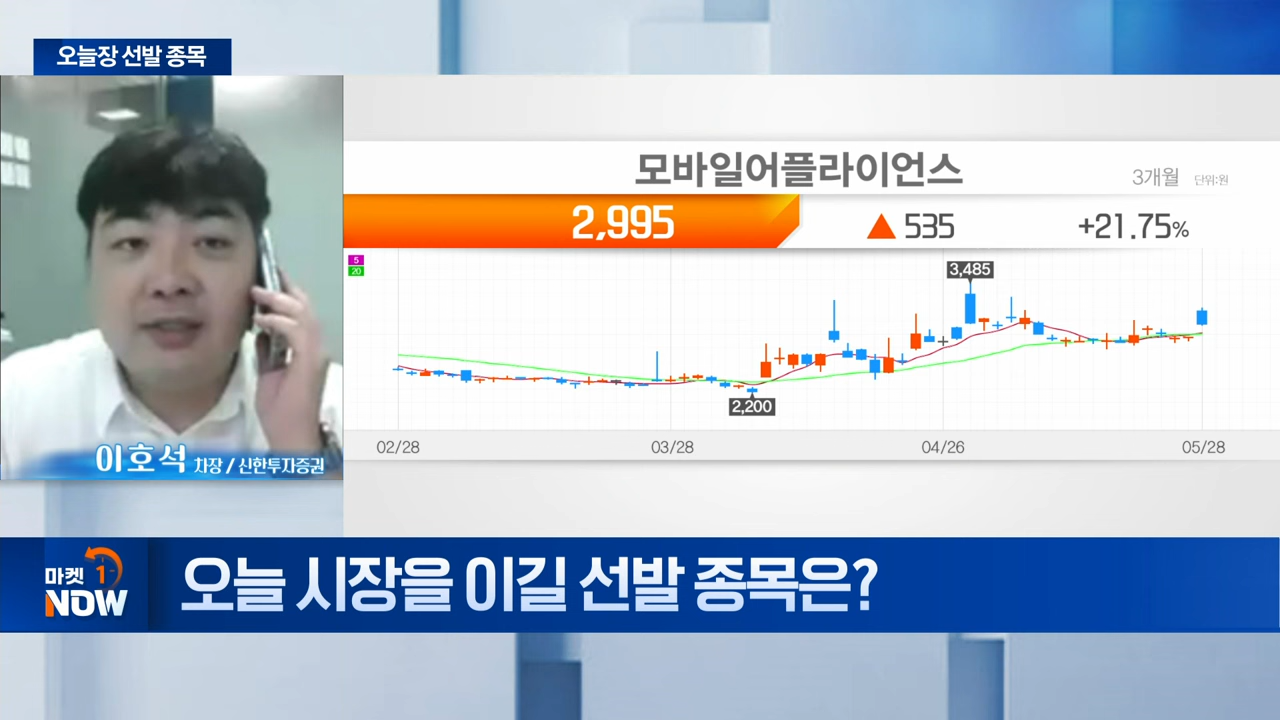 오늘장 선발 종목
모바일어플라이언스
3개월 단위:원
2,995 ▲ 535 +21.75%
5
20
3,485
2,200
02/28 03/28 04/26 05/28
이호석 차장 / 신한투자증권
마켓 1
NOW
오늘 시장을 이길 선발 종목은?